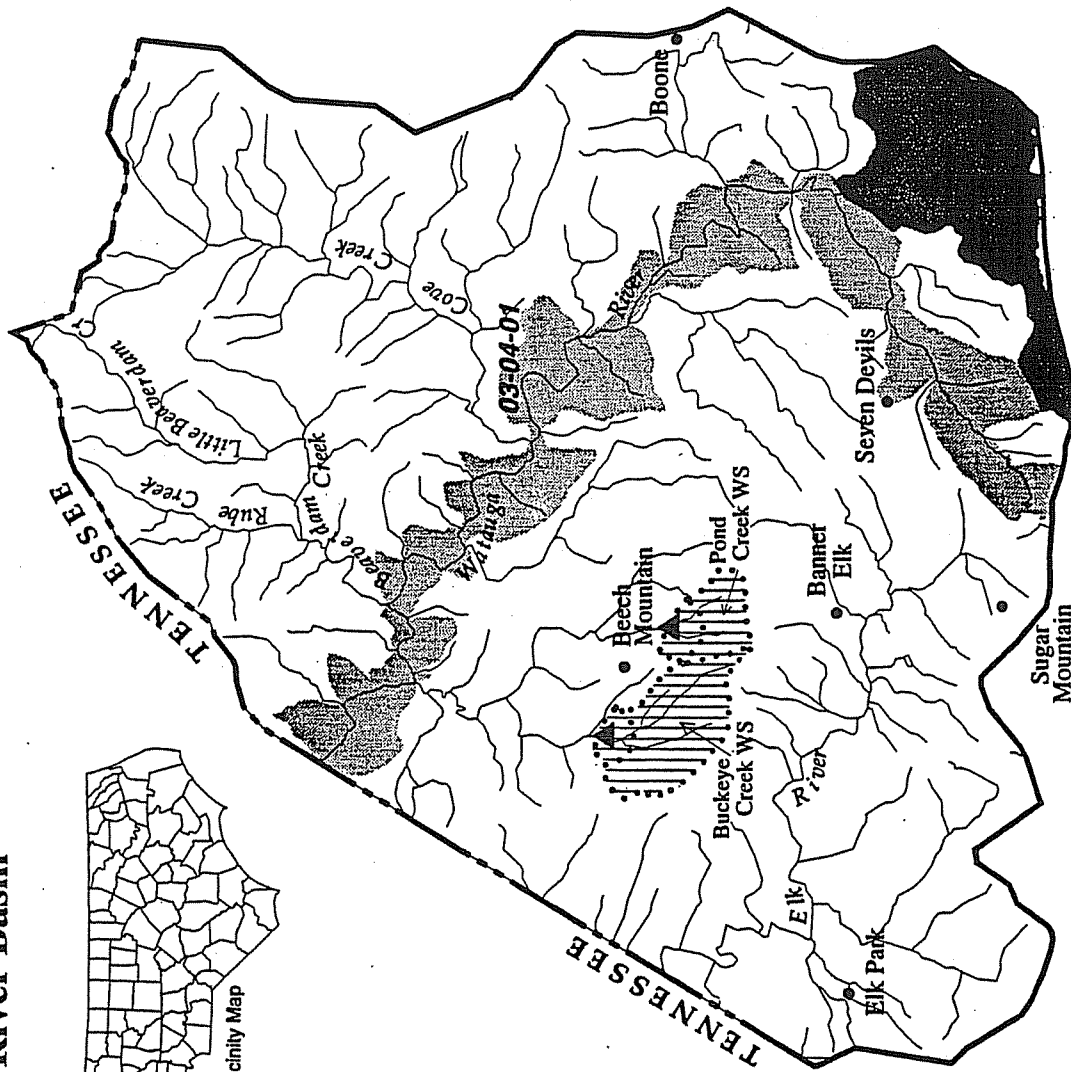 River Basin
cinity Map
TENNESSEE
TENNESSEE
Little Beaverdam
Cr
Rube
Creek
Beaverdam Creek
Cove
Creek
03-04-01
Watauga
River
Boone
Seven Devils
Beech
Mountain
Pond
Creek WS
Buckeye
Creek WS
Banner
Elk
Elk
River
Elk Park
Sugar
Mountain